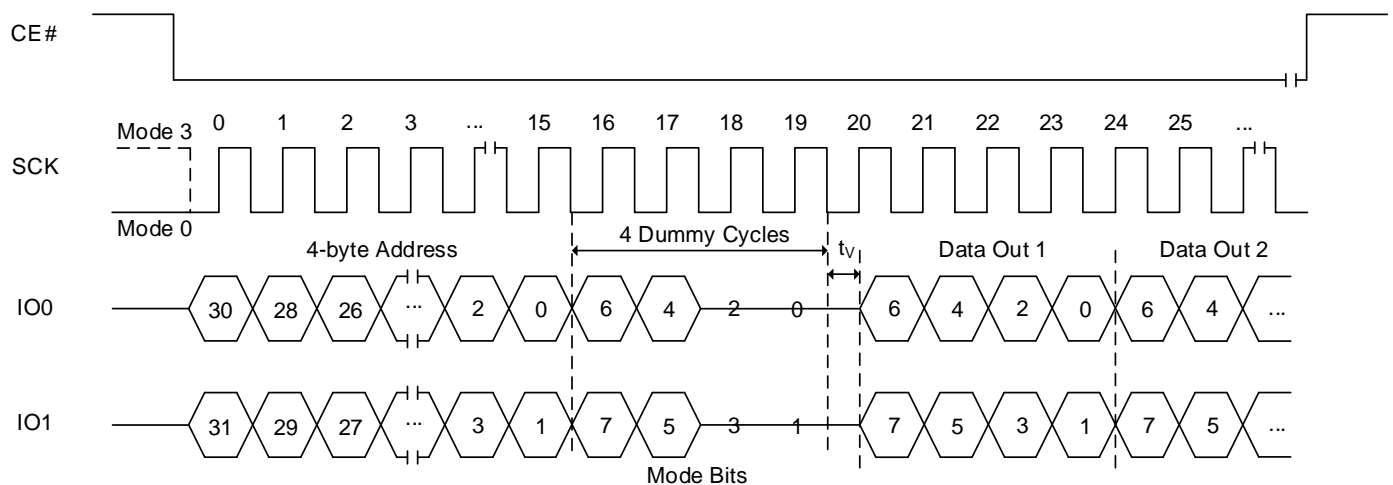 CE#
0 1 2 3 ... 15 16 17 18 19 20 21 22 23 24 25 ...
Mode 3
SCK
Mode 0
4-byte Address 4 Dummy Cycles tV Data Out 1 Data Out 2
IO0 30 28 26 ... 2 0 6 4 2 0 6 4 2 0 6 4 ...
IO1 31 29 27 ... 3 1 7 5 3 1 7 5 3 1 7 5 ...
Mode Bits